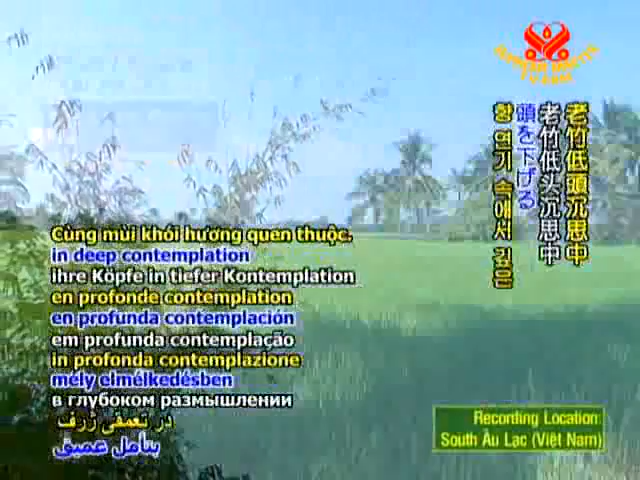 老竹低頭沉思中
老竹低头沉思中
頭を下げる
향 연기 속에서 깊은
Cùng mùi khói hương quen thuộc.
in deep contemplation
ihre Köpfe in tiefer Kontemplation
en profonde contemplation
en profunda contemplación
em profunda contemplação
in profonda contemplazione
mely elmélkedésben
в глубоком размышлении
در تعمقی ژرف
بتأمل عميق
Recording Location:
South Âu Lạc (Việt Nam)